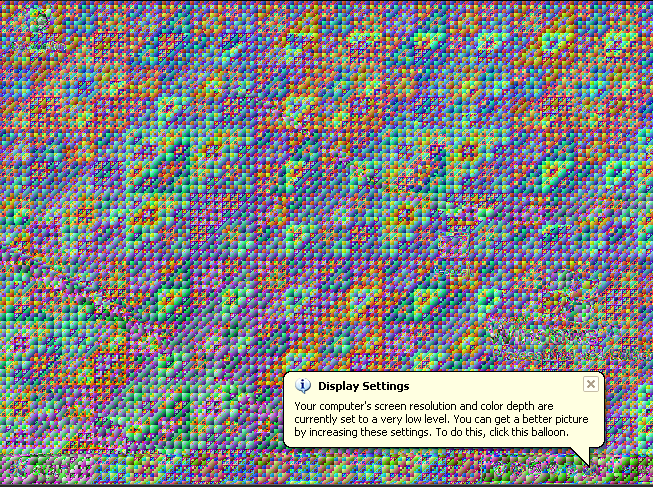 Display Settings
Your computer's screen resolution and color depth are
currently set to a very low level. You can get a better picture
by increasing these settings. To do this, click this balloon.